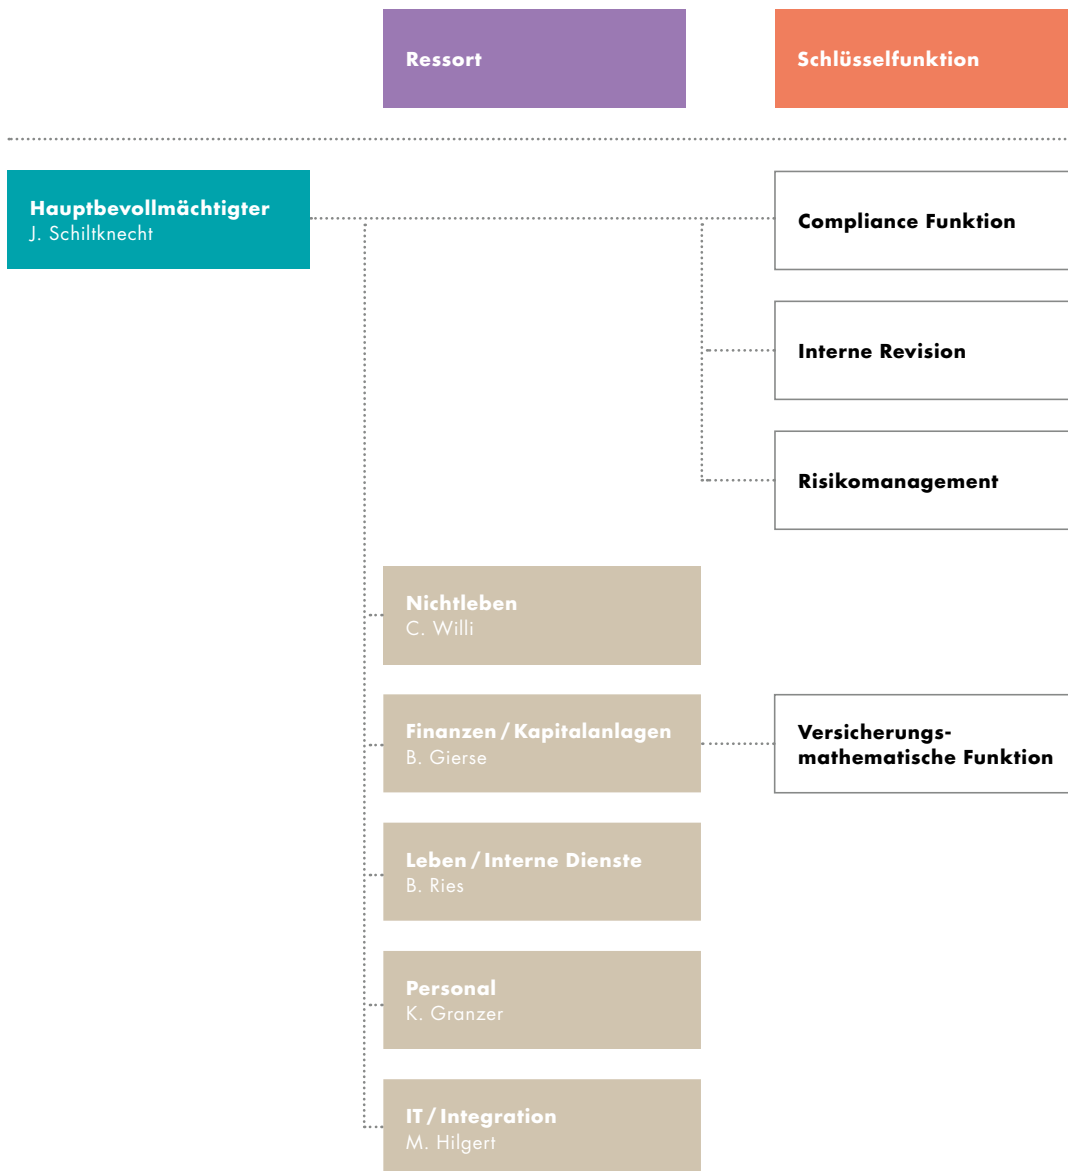 Ressort
Schlüsselfunktion
Hauptbevollmächtigter
J. Schiltknecht
Compliance Funktion
Interne Revision
Risikomanagement
Nichtleben
C. Willi
Finanzen / Kapitalanlagen
B. Gierse
Versicherungs-
mathematische Funktion
Leben / Interne Dienste
B. Ries
Personal
K. Granzer
IT / Integration
M. Hilgert